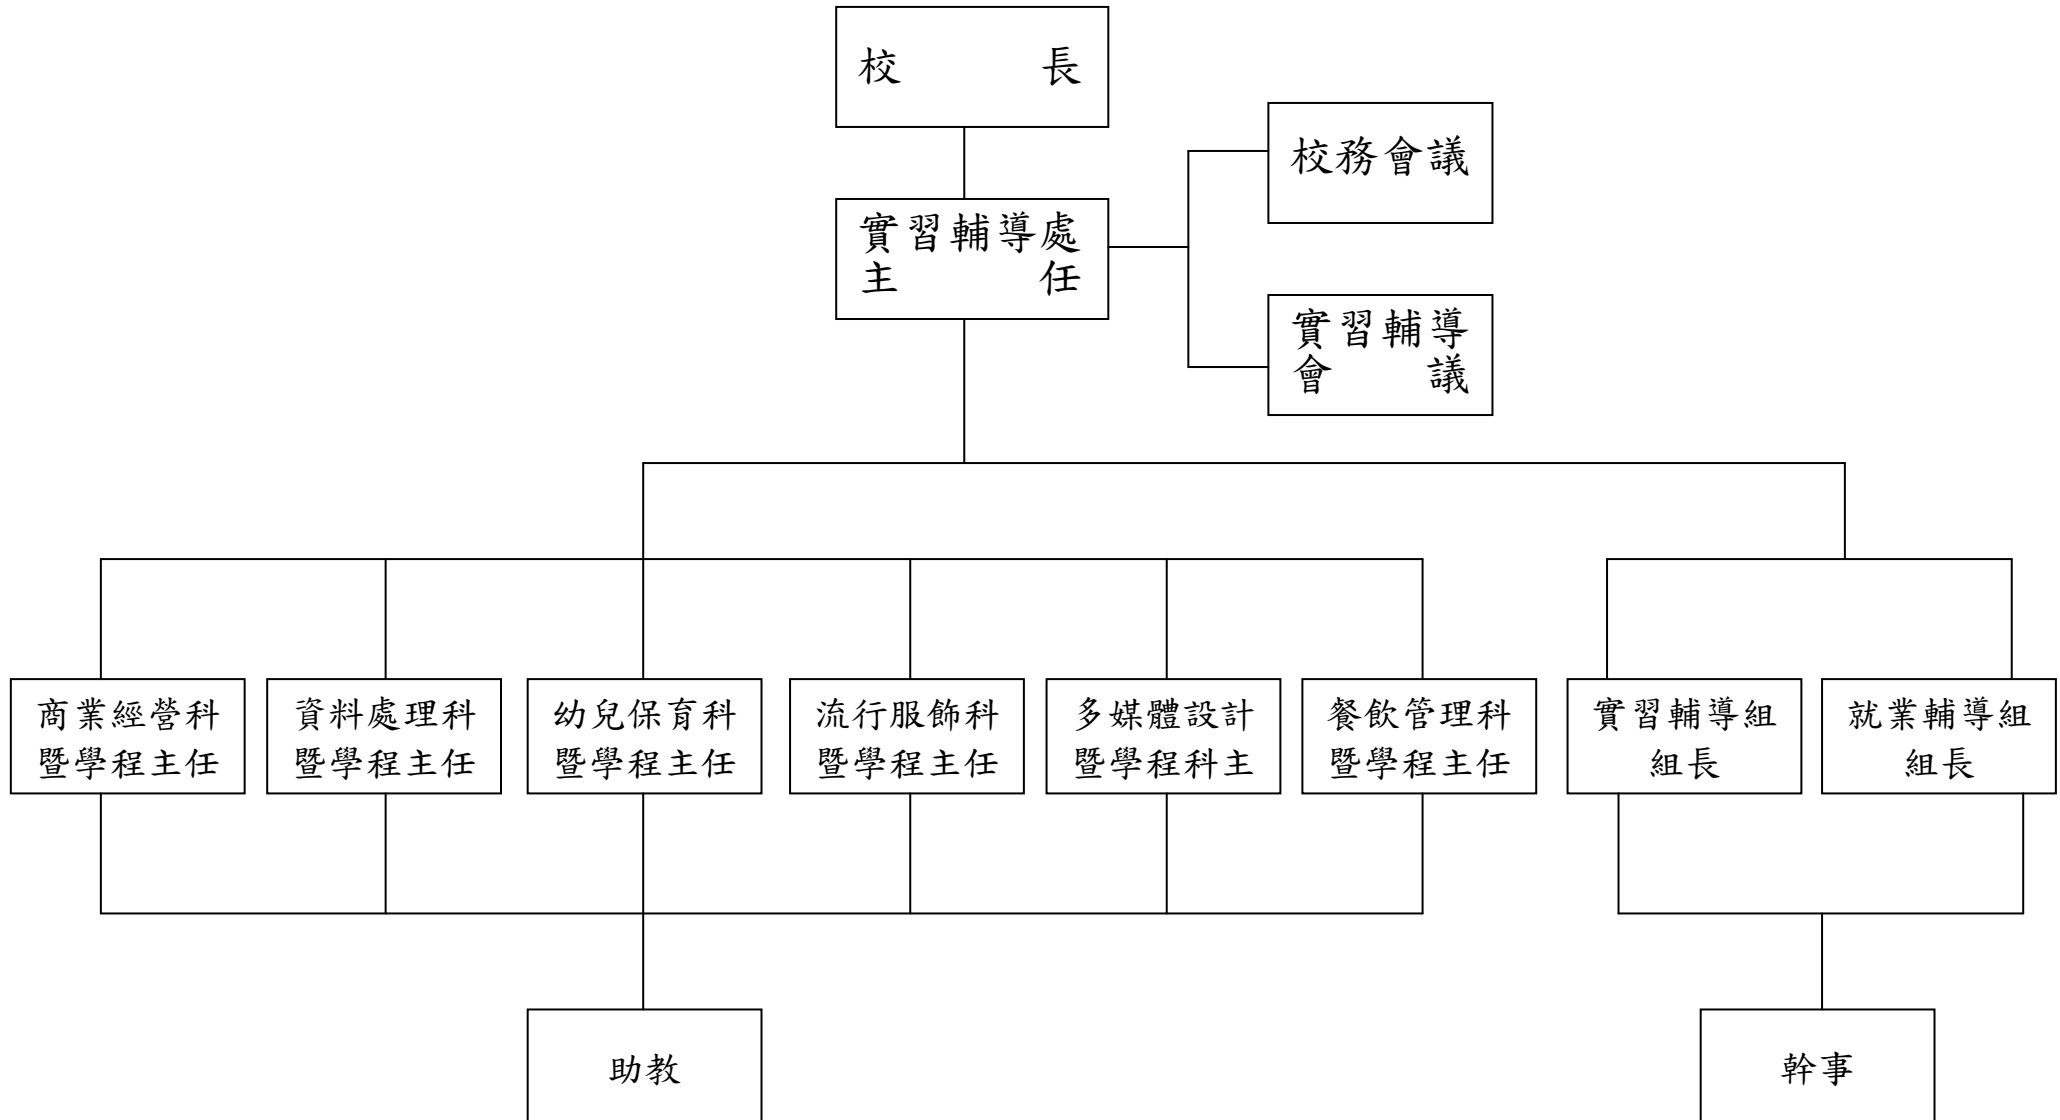 校長
校務會議
實習輔導處
主任
實習輔導
會議
商業經營科
暨學程主任
資料處理科
暨學程主任
幼兒保育科
暨學程主任
流行服飾科
暨學程主任
多媒體設計
暨學程科主
餐飲管理科
暨學程主任
實習輔導組
組長
就業輔導組
組長
助教
幹事